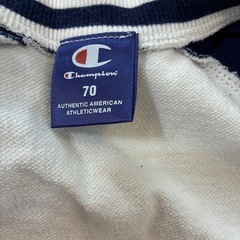 Champion
70
AUTHENTIC AMERICAN
ATHLETICWEAR